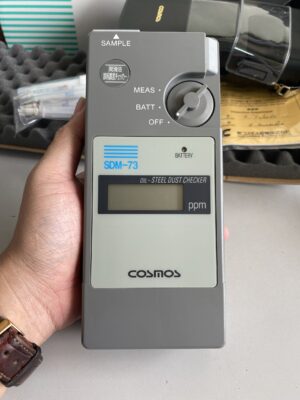 SAMPLE
MEAS
BATT
OFF
BATTERY
SDM-73
OIL·STEEL DUST CHECKER
ppm
COSMOS